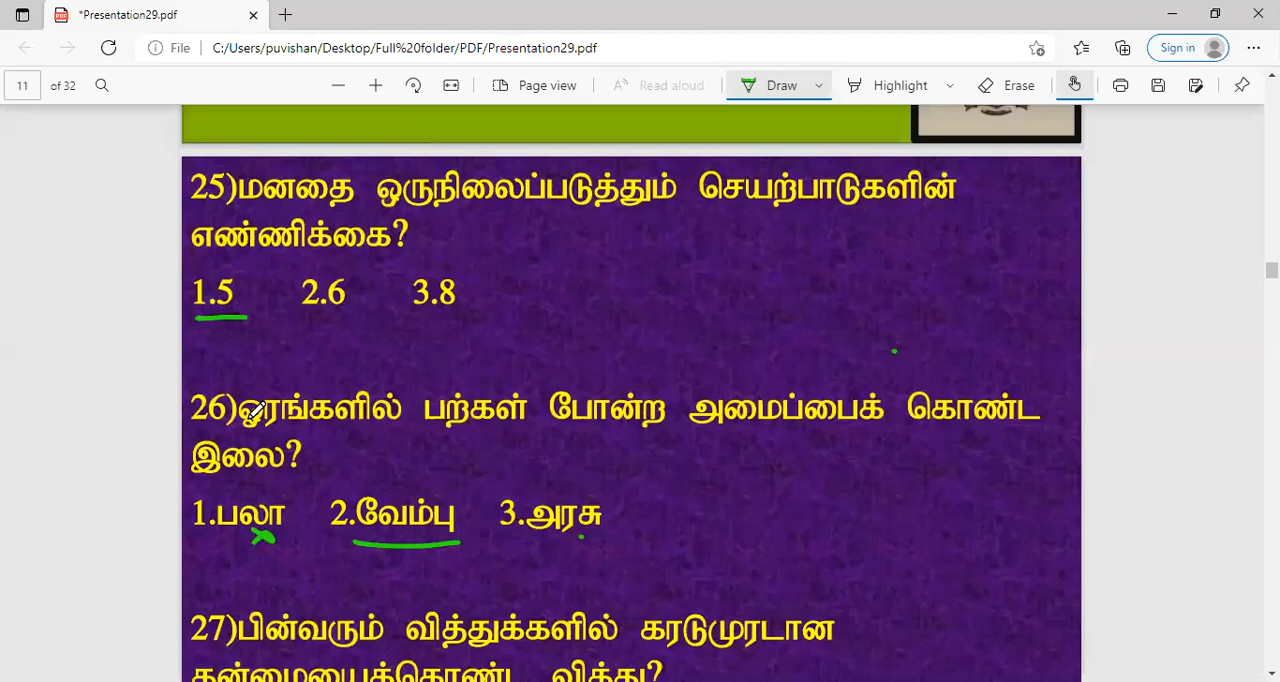 *Presentation29.pdf
File C:/Users/puvishan/Desktop/Full%20folder/PDF/Presentation29.pdf Sign in
11 of 32 Page view Read aloud Draw Highlight Erase
25)மனதை ஒருநிலைப்படுத்தும் செயற்பாடுகளின்
எண்ணிக்கை?
1.5 2.6 3.8
26)ஓரங்களில் பற்கள் போன்ற அமைப்பைக் கொண்ட
இலை?
1.பலா 2.வேம்பு 3.அரசு
27)பின்வரும் வித்துக்களில் கரடுமுரடான
தன்மையைக்கொண்ட வித்து?